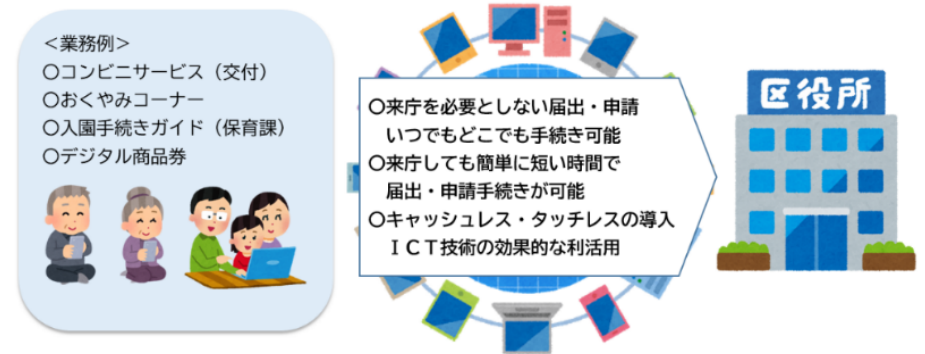 ＜業務例＞
〇コンビニサービス（交付）
〇おくやみコーナー
〇入園手続きガイド（保育課）
〇デジタル商品券
〇来庁を必要としない届出・申請
いつでもどこでも手続き可能
〇来庁しても簡単に短い時間で
届出・申請手続きが可能
〇キャッシュレス・タッチレスの導入
ＩＣＴ技術の効果的な利活用
区役所